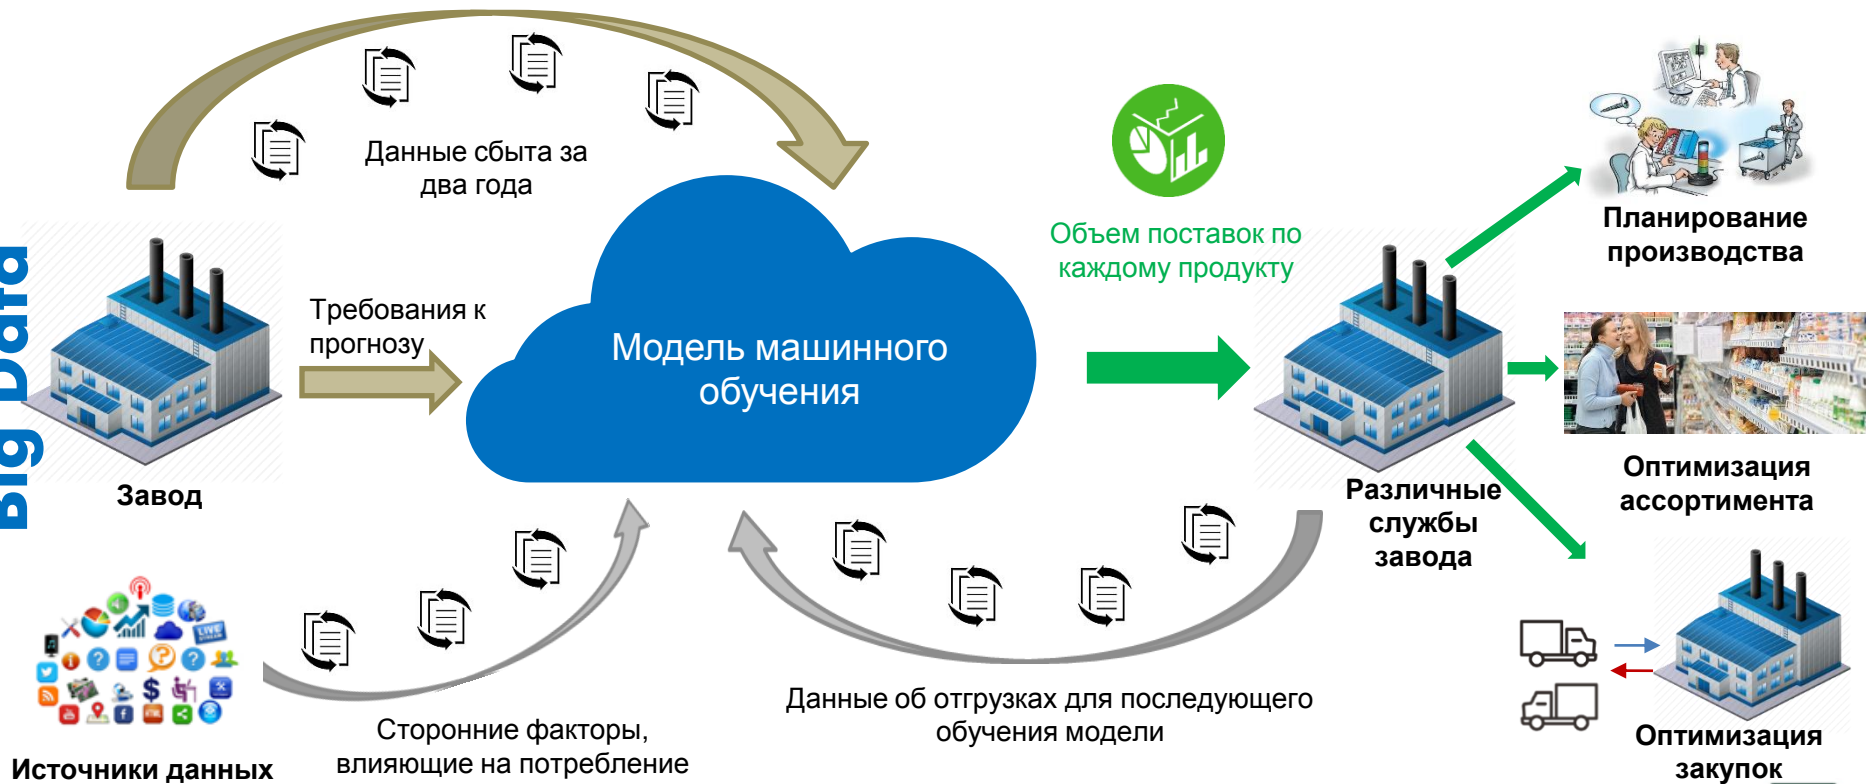 Big Data
Данные сбыта за
два года
Требования к
прогнозу
Завод
Модель машинного
обучения
Объем поставок по
каждому продукту
Различные
службы
завода
Планирование
производства
Оптимизация
ассортимента
Оптимизация
закупок
LIVE
STREAM
Источники данных
Сторонние факторы,
влияющие на потребление
Данные об отгрузках для последующего
обучения модели